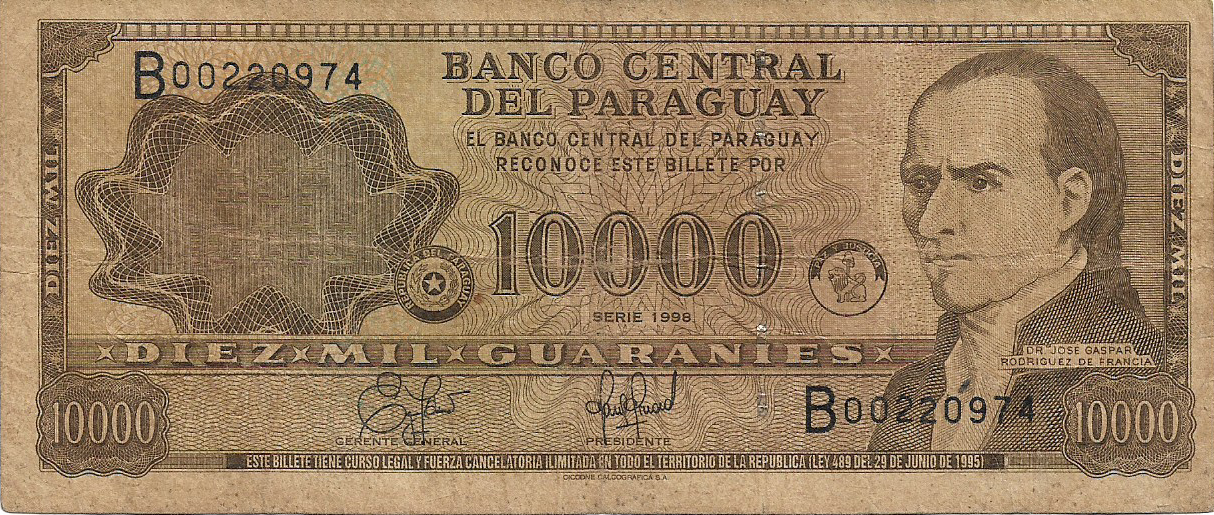 B00220974
BANCO CENTRAL
DEL PARAGUAY
EL BANCO CENTRAL DEL PARAGUAY
RECONOCE ESTE BILLETE POR
10000
SERIE 1998
DIEZ MIL
DIEZ MIL
REPUBLICA DEL PARAGUAY
PAZ Y JUSTICIA
DIEZ MIL GUARANIES
DR. JOSE GASPAR
RODRIGUEZ DE FRANCIA
10000
GERENTE GENERAL
PRESIDENTE
B00220974
10000
ESTE BILLETE TIENE CURSO LEGAL Y FUERZA CANCELATORIA ILIMITADA EN TODO EL TERRITORIO DE LA REPUBLICA (LEY 489 DEL 29 DE JUNIO DE 1995)
CICCONE CALCOGRAFICA S.A.